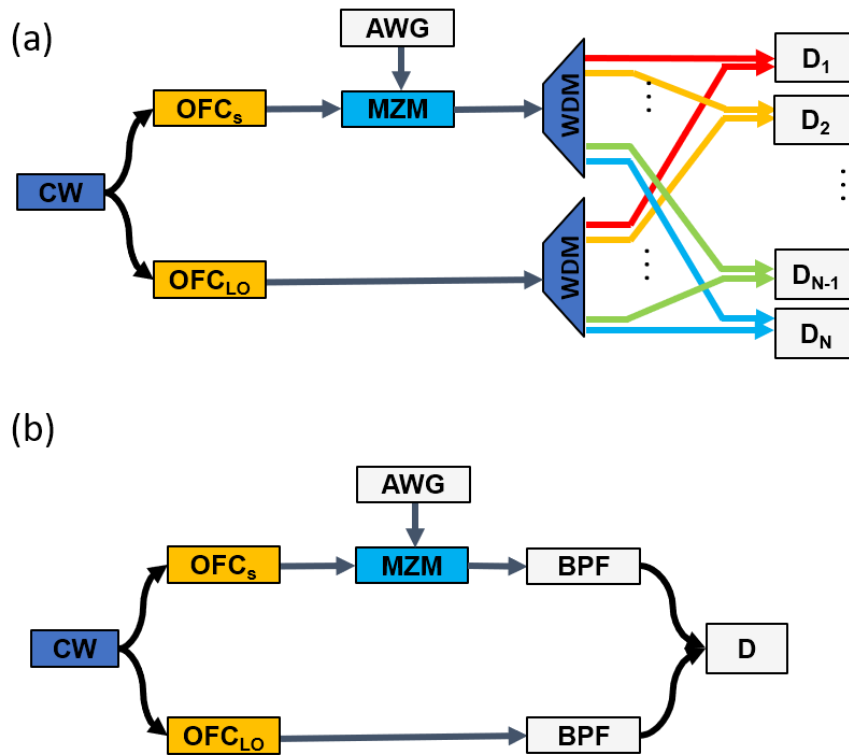 (a)
AWG
OFCs
MZM
WDM
D1
D2
CW
WDM
OFCLO
DN-1
DN
(b)
AWG
OFCs
MZM
BPF
CW
D
OFCLO
BPF